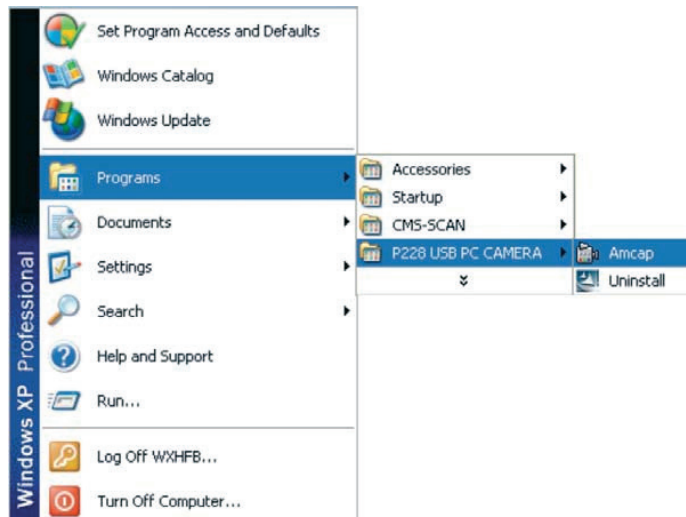 Set Program Access and Defaults
Windows Catalog
Windows Update
Programs
Documents
Settings
Search
Help and Support
Run...
Log Off WXHFB...
Turn Off Computer...
Accessories
Startup
CMS-SCAN
P228 USB PC CAMERA
Amcap
Uninstall
Windows XP Professional